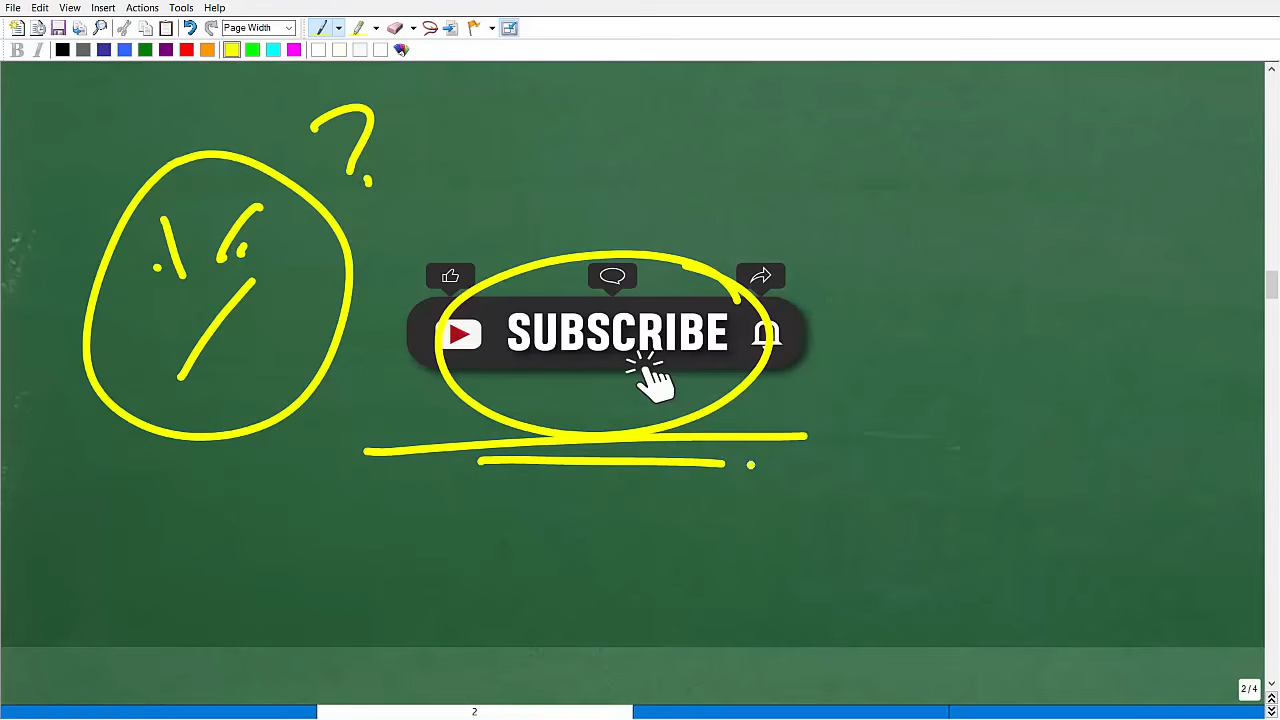 File Edit View Insert Actions Tools Help
Page Width
B I
?
SUBSCRIBE
2/4
2